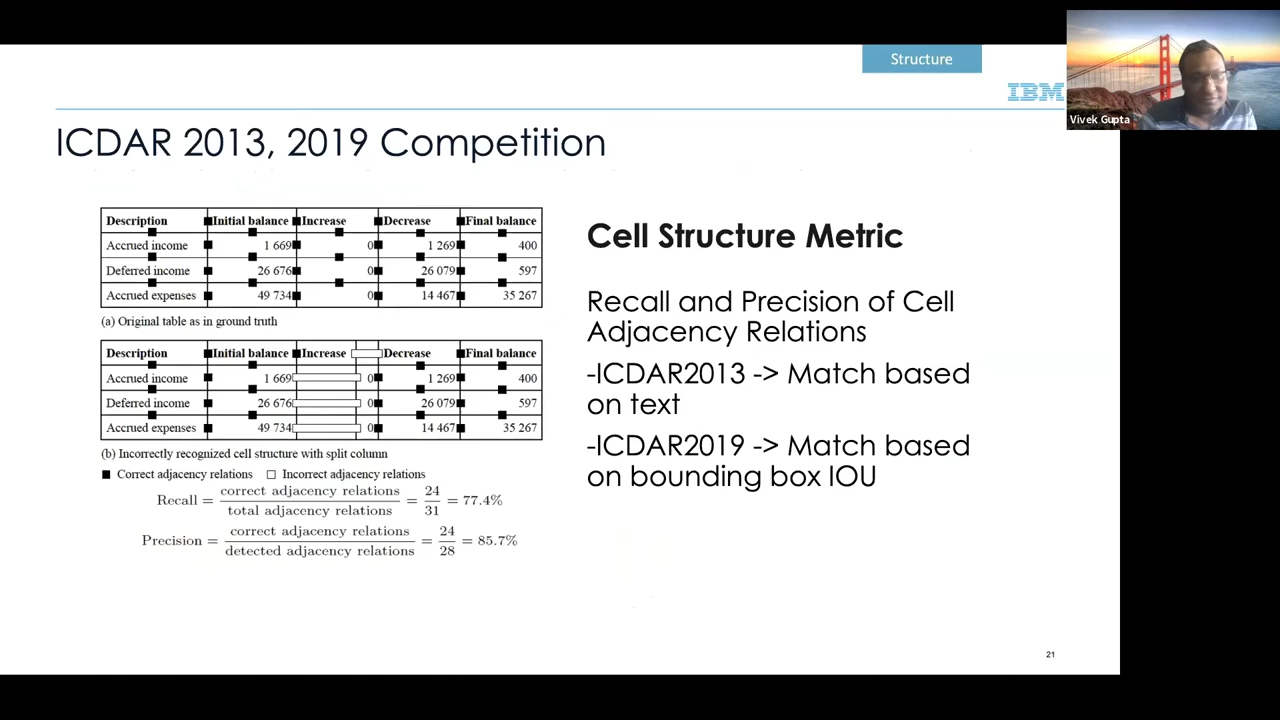 Structure
IBM
Vivek Gupta
ICDAR 2013, 2019 Competition
Description Initial balance Increase Decrease Final balance
Accrued income 1 669 0 1 269 400
Deferred income 26 676 0 26 079 597
Accrued expenses 49 734 0 14 467 35 267
(a) Original table as in ground truth
Description Initial balance Increase Decrease Final balance
Accrued income 1 669 0 1 269 400
Deferred income 26 676 0 26 079 597
Accrued expenses 49 734 0 14 467 35 267
(b) Incorrectly recognized cell structure with split column
■ Correct adjacency relations □ Incorrect adjacency relations
Recall = correct adjacency relations / total adjacency relations = 24 / 31 = 77.4%
Precision = correct adjacency relations / detected adjacency relations = 24 / 28 = 85.7%
Cell Structure Metric
Recall and Precision of Cell
Adjacency Relations
-ICDAR2013 -> Match based
on text
-ICDAR2019 -> Match based
on bounding box IOU
21